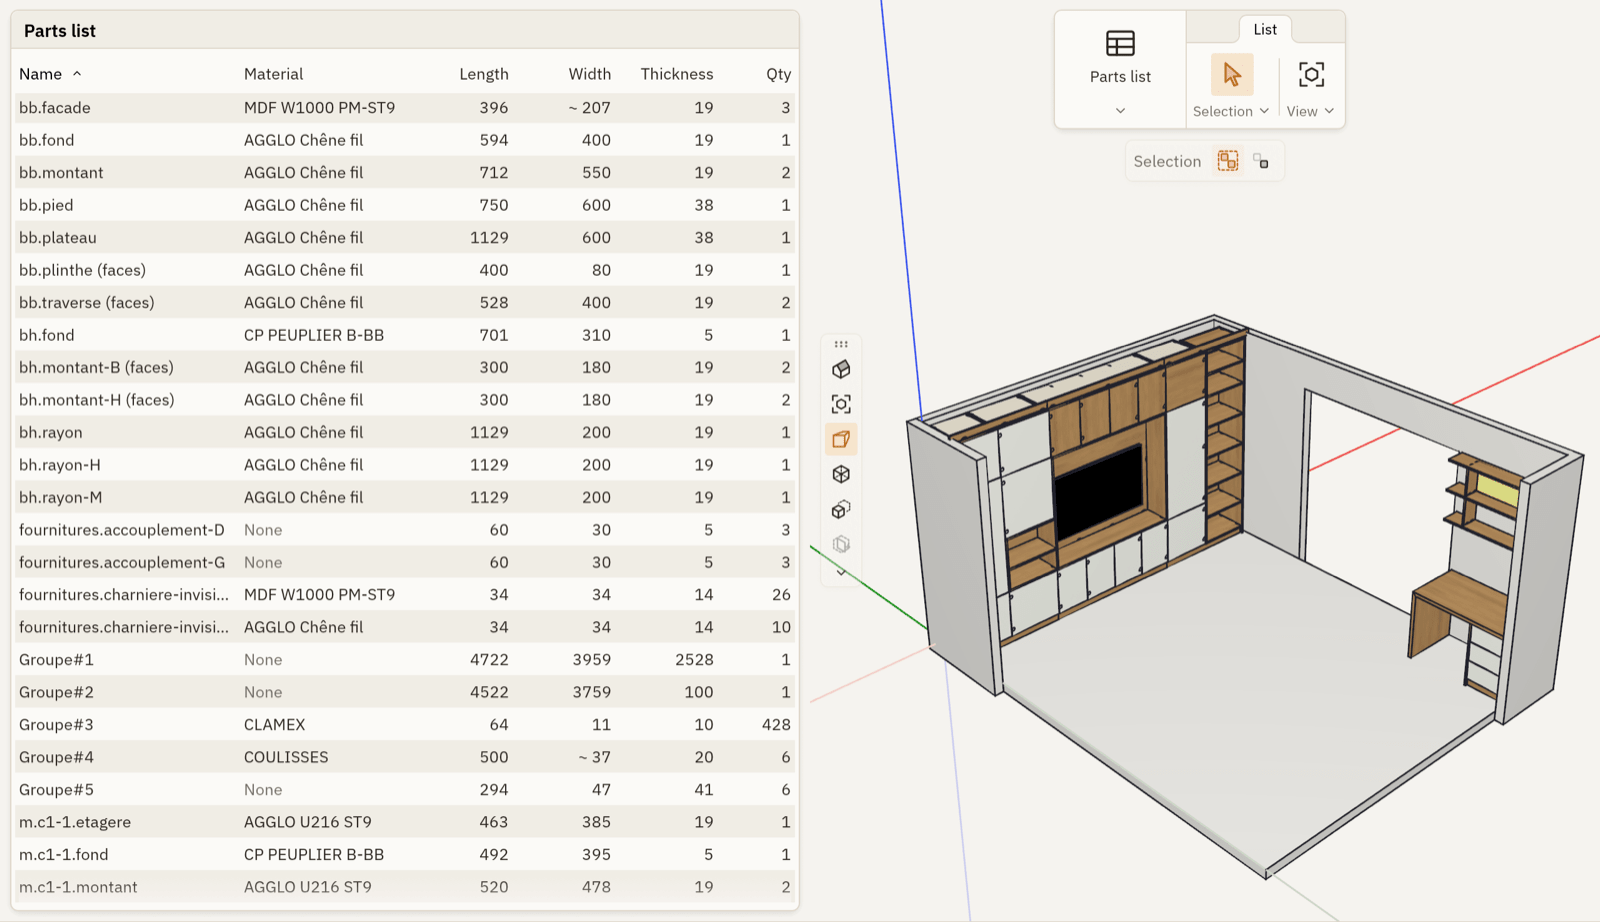 Parts list
Name Material Length Width Thickness Qty
bb.facade MDF W1000 PM-ST9 396 ~ 207 19 3
bb.fond AGGLO Chêne fil 594 400 19 1
bb.montant AGGLO Chêne fil 712 550 19 2
bb.pied AGGLO Chêne fil 750 600 38 1
bb.plateau AGGLO Chêne fil 1129 600 38 1
bb.plinthe (faces) AGGLO Chêne fil 400 80 19 1
bb.traverse (faces) AGGLO Chêne fil 528 400 19 2
bh.fond CP PEUPLIER B-BB 701 310 5 1
bh.montant-B (faces) AGGLO Chêne fil 300 180 19 2
bh.montant-H (faces) AGGLO Chêne fil 300 180 19 2
bh.rayon AGGLO Chêne fil 1129 200 19 1
bh.rayon-H AGGLO Chêne fil 1129 200 19 1
bh.rayon-M AGGLO Chêne fil 1129 200 19 1
fournitures.accouplement-D None 60 30 5 3
fournitures.accouplement-G None 60 30 5 3
fournitures.charniere-invisi... MDF W1000 PM-ST9 34 34 14 26
fournitures.charniere-invisi... AGGLO Chêne fil 34 34 14 10
Groupe#1 None 4722 3959 2528 1
Groupe#2 None 4522 3759 100 1
Groupe#3 CLAMEX 64 11 10 428
Groupe#4 COULISSES 500 ~ 37 20 6
Groupe#5 None 294 47 41 6
m.c1-1.etagere AGGLO U216 ST9 463 385 19 1
m.c1-1.fond CP PEUPLIER B-BB 492 395 5 1
m.c1-1.montant AGGLO U216 ST9 520 478 19 2
List
Parts list
Selection View
Selection